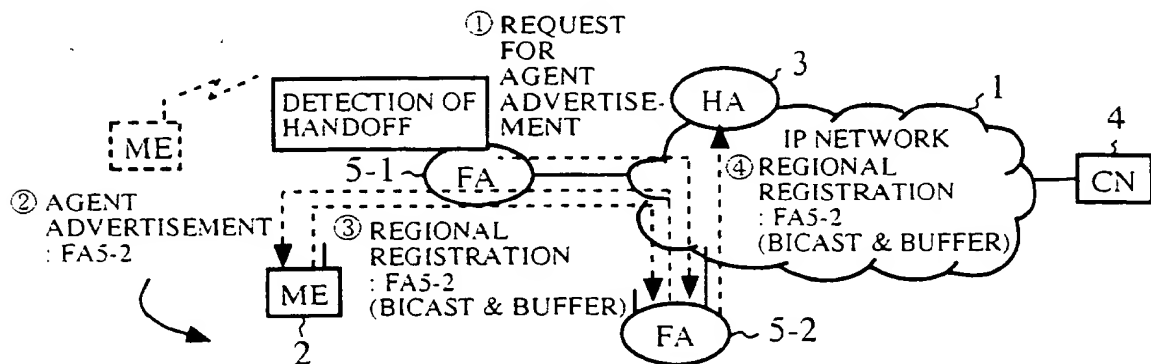 ① REQUEST
FOR
AGENT
ADVERTISE-
MENT
DETECTION OF
HANDOFF
ME
5-1
FA
HA
3
1
IP NETWORK
④ REGIONAL
REGISTRATION
: FA5-2
(BICAST & BUFFER)
4
CN
② AGENT
ADVERTISEMENT
: FA5-2
③ REGIONAL
REGISTRATION
: FA5-2
(BICAST & BUFFER)
ME
2
FA
5-2